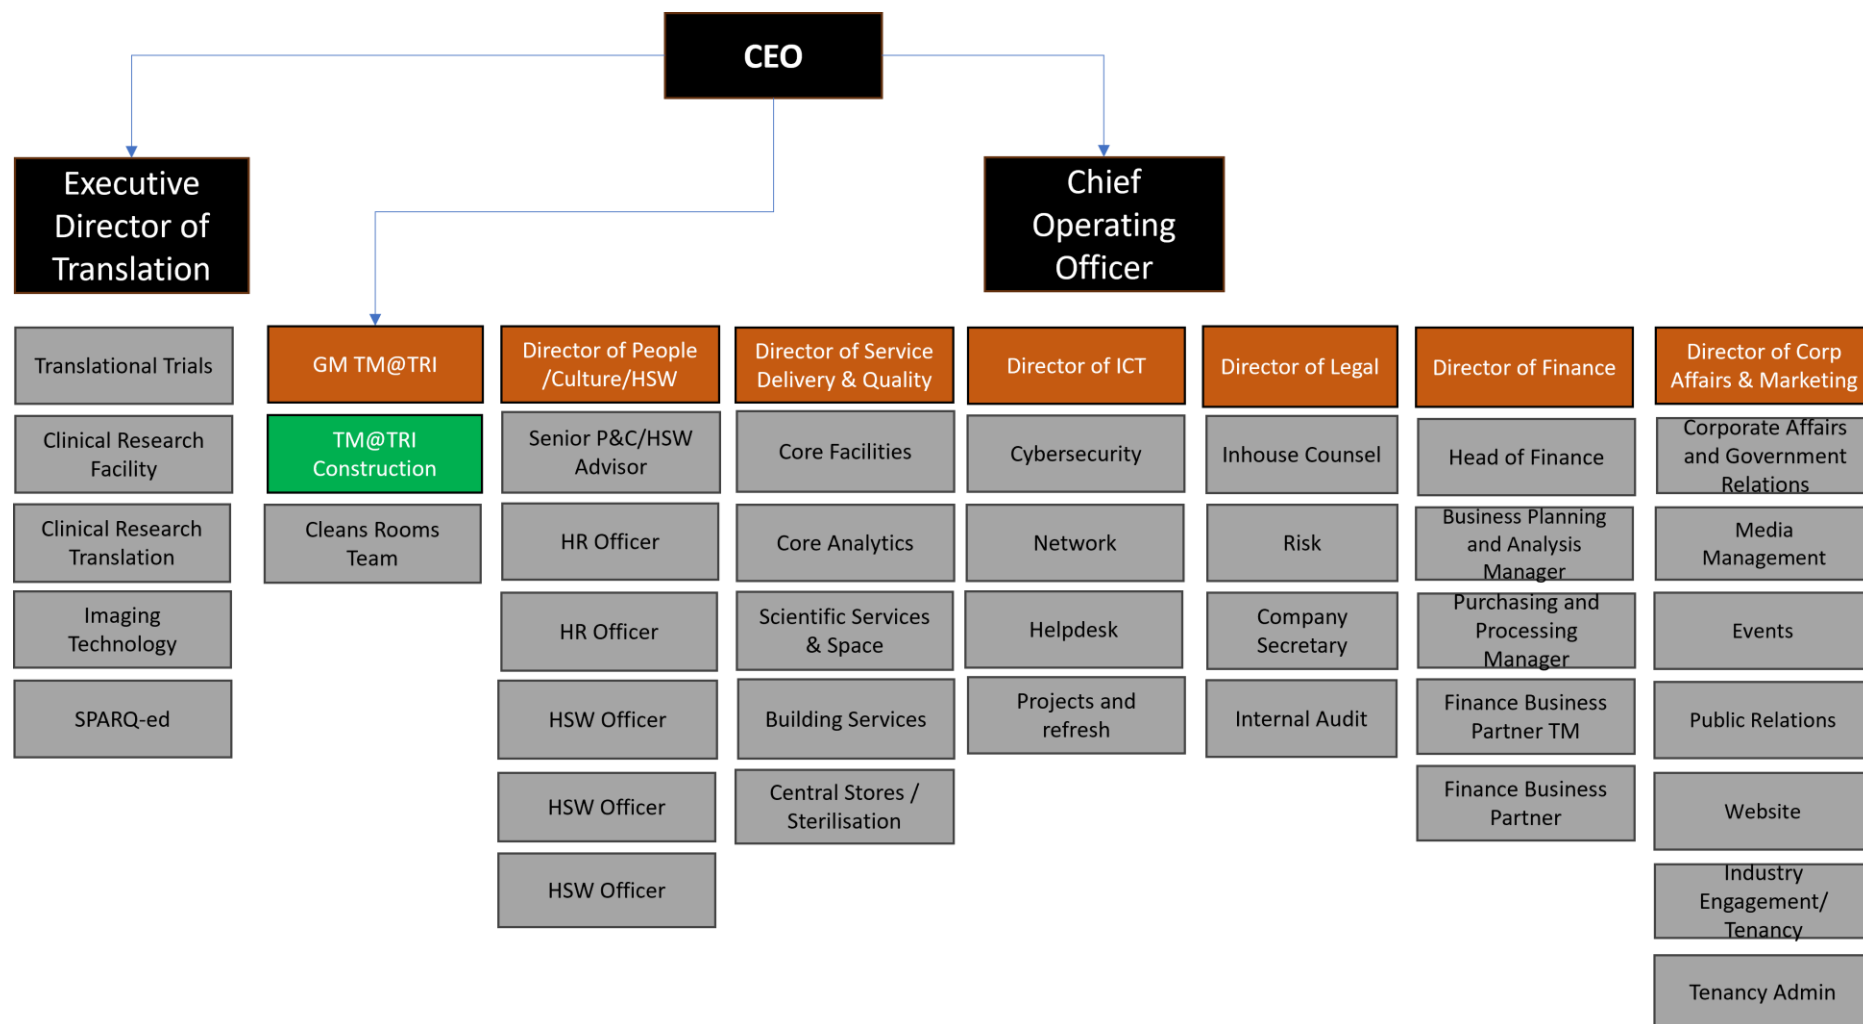 CEO
Executive
Director of
Translation
Chief
Operating
Officer
Translational Trials
Clinical Research
Facility
Clinical Research
Translation
Imaging
Technology
SPARQ-ed
GM TM@TRI
TM@TRI
Construction
Cleans Rooms
Team
Director of People
/Culture/HSW
Senior P&C/HSW
Advisor
HR Officer
HR Officer
HSW Officer
HSW Officer
HSW Officer
Director of Service
Delivery & Quality
Core Facilities
Core Analytics
Scientific Services
& Space
Building Services
Central Stores /
Sterilisation
Director of ICT
Cybersecurity
Network
Helpdesk
Projects and
refresh
Director of Legal
Inhouse Counsel
Risk
Company
Secretary
Internal Audit
Director of Finance
Head of Finance
Business Planning
and Analysis
Manager
Purchasing and
Processing
Manager
Finance Business
Partner TM
Finance Business
Partner
Director of Corp
Affairs & Marketing
Corporate Affairs
and Government
Relations
Media
Management
Events
Public Relations
Website
Industry
Engagement/
Tenancy
Tenancy Admin